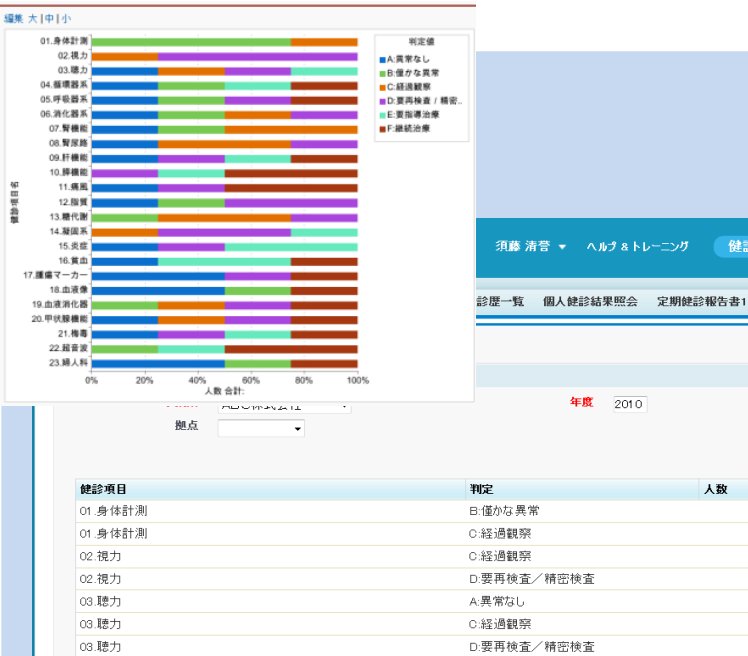 編集 大 | 中 | 小
01.身体計測
02.視力
03.聴力
04.循環器系
05.呼吸器系
06.消化器系
07.腎機能
08.腎尿路
09.肝機能
10.膵機能
11.痛風
12.脂質
13.糖代謝
14.凝固系
15.炎症
16.貧血
17.腫瘍マーカー
18.血液像
19.血液消化器
20.甲状腺機能
21.梅毒
22.超音波
23.婦人科
健診項目名
0% 20% 40% 60% 80% 100%
人数 合計:
判定値
A:異常なし
B:僅かな異常
C:経過観察
D:要再検査 / 精密..
E:要指導治療
F:継続治療
須藤 清誉 ▼ ヘルプ & トレーニング 健診
診歴一覧 個人健診結果照会 定期健診報告書1
ABC株式会社
年度 2010
拠点
健診項目 判定 人数
01.身体計測 B:僅かな異常
01.身体計測 C:経過観察
02.視力 C:経過観察
02.視力 D:要再検査／精密検査
03.聴力 A:異常なし
03.聴力 C:経過観察
03.聴力 D:要再検査／精密検査